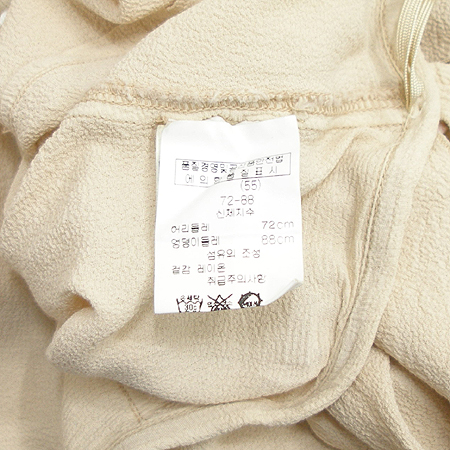 (55)
72-88
신체치수
허리둘레 72cm
엉덩이둘레 88cm
섬유의 조성
겉감 레이온
취급주의사항